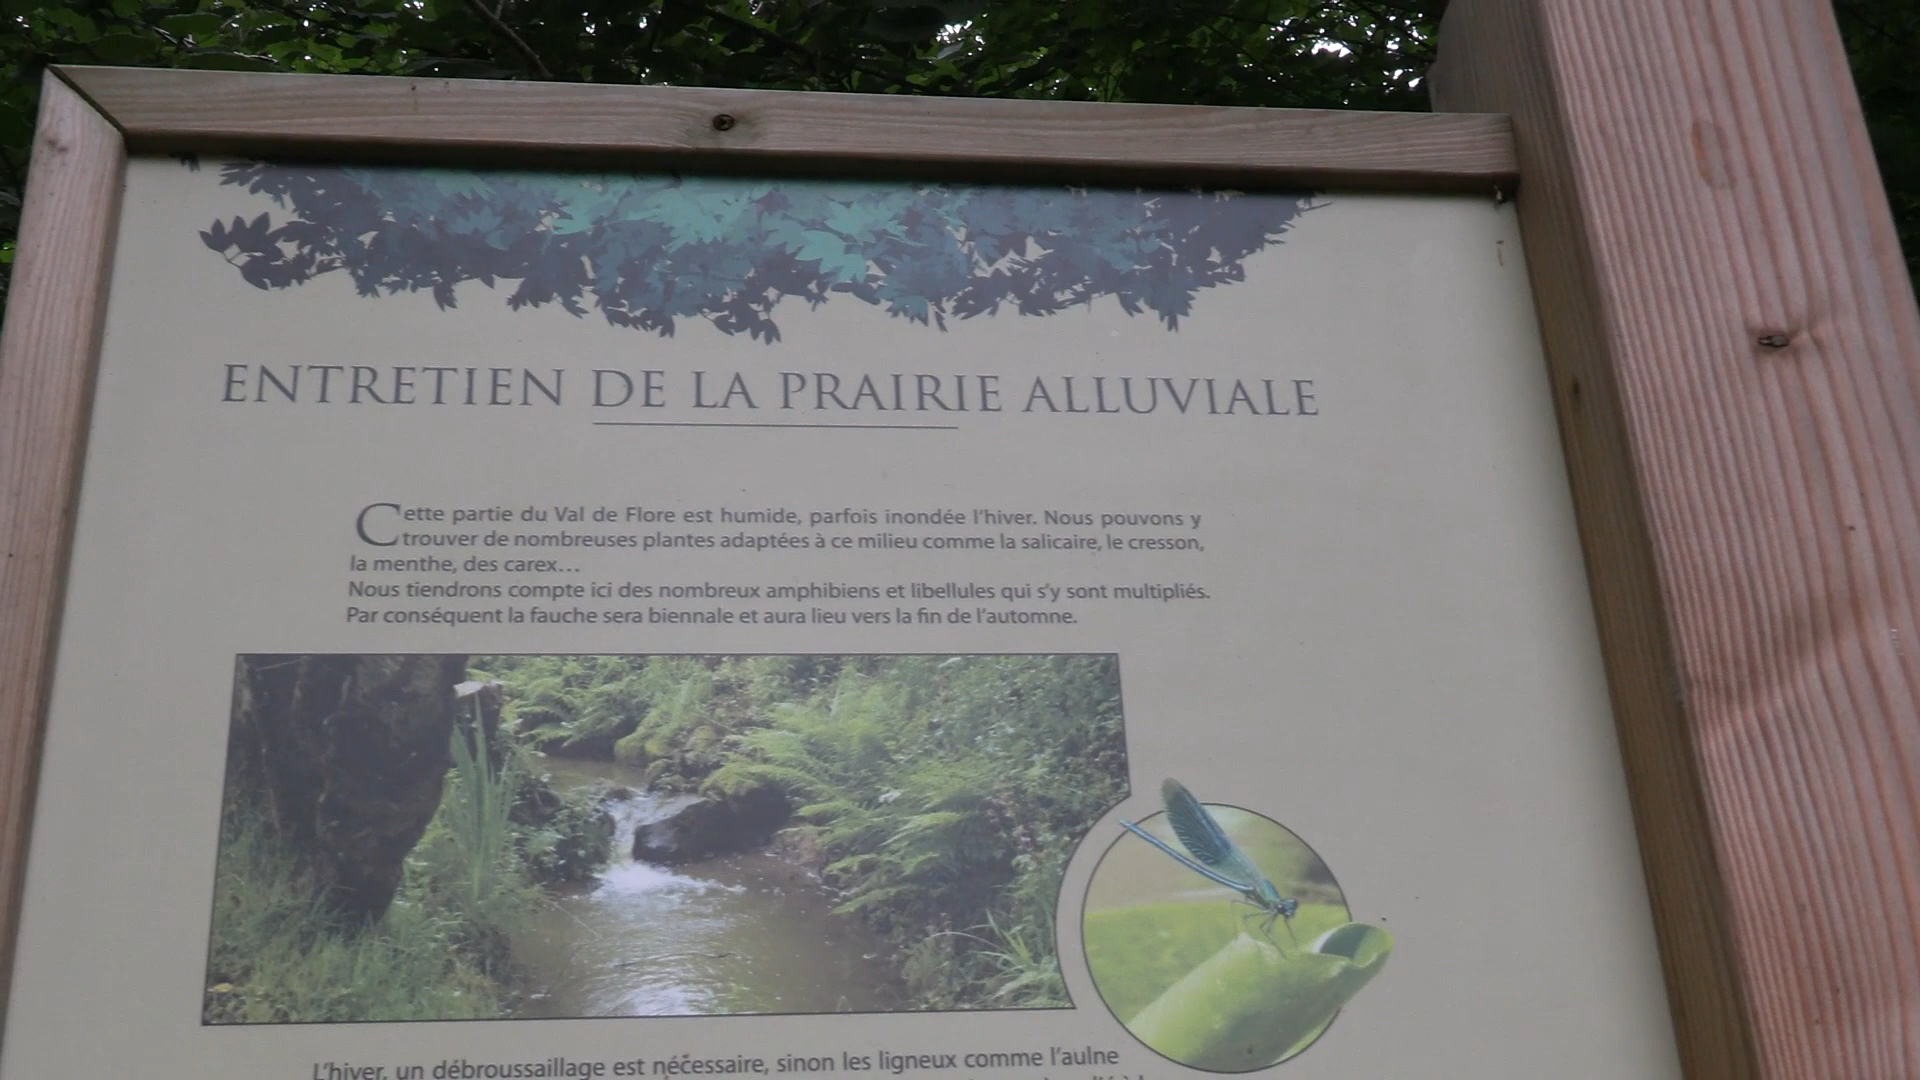 ENTRETIEN DE LA PRAIRIE ALLUVIALE
Cette partie du Val de Flore est humide, parfois inondée l'hiver. Nous pouvons y
trouver de nombreuses plantes adaptées à ce milieu comme la salicaire, le cresson,
la menthe, des carex...
Nous tiendrons compte ici des nombreux amphibiens et libellules qui s'y sont multipliés.
Par conséquent la fauche sera biennale et aura lieu vers la fin de l'automne.
L'hiver, un débroussaillage est nécessaire, sinon les ligneux comme l'aulne